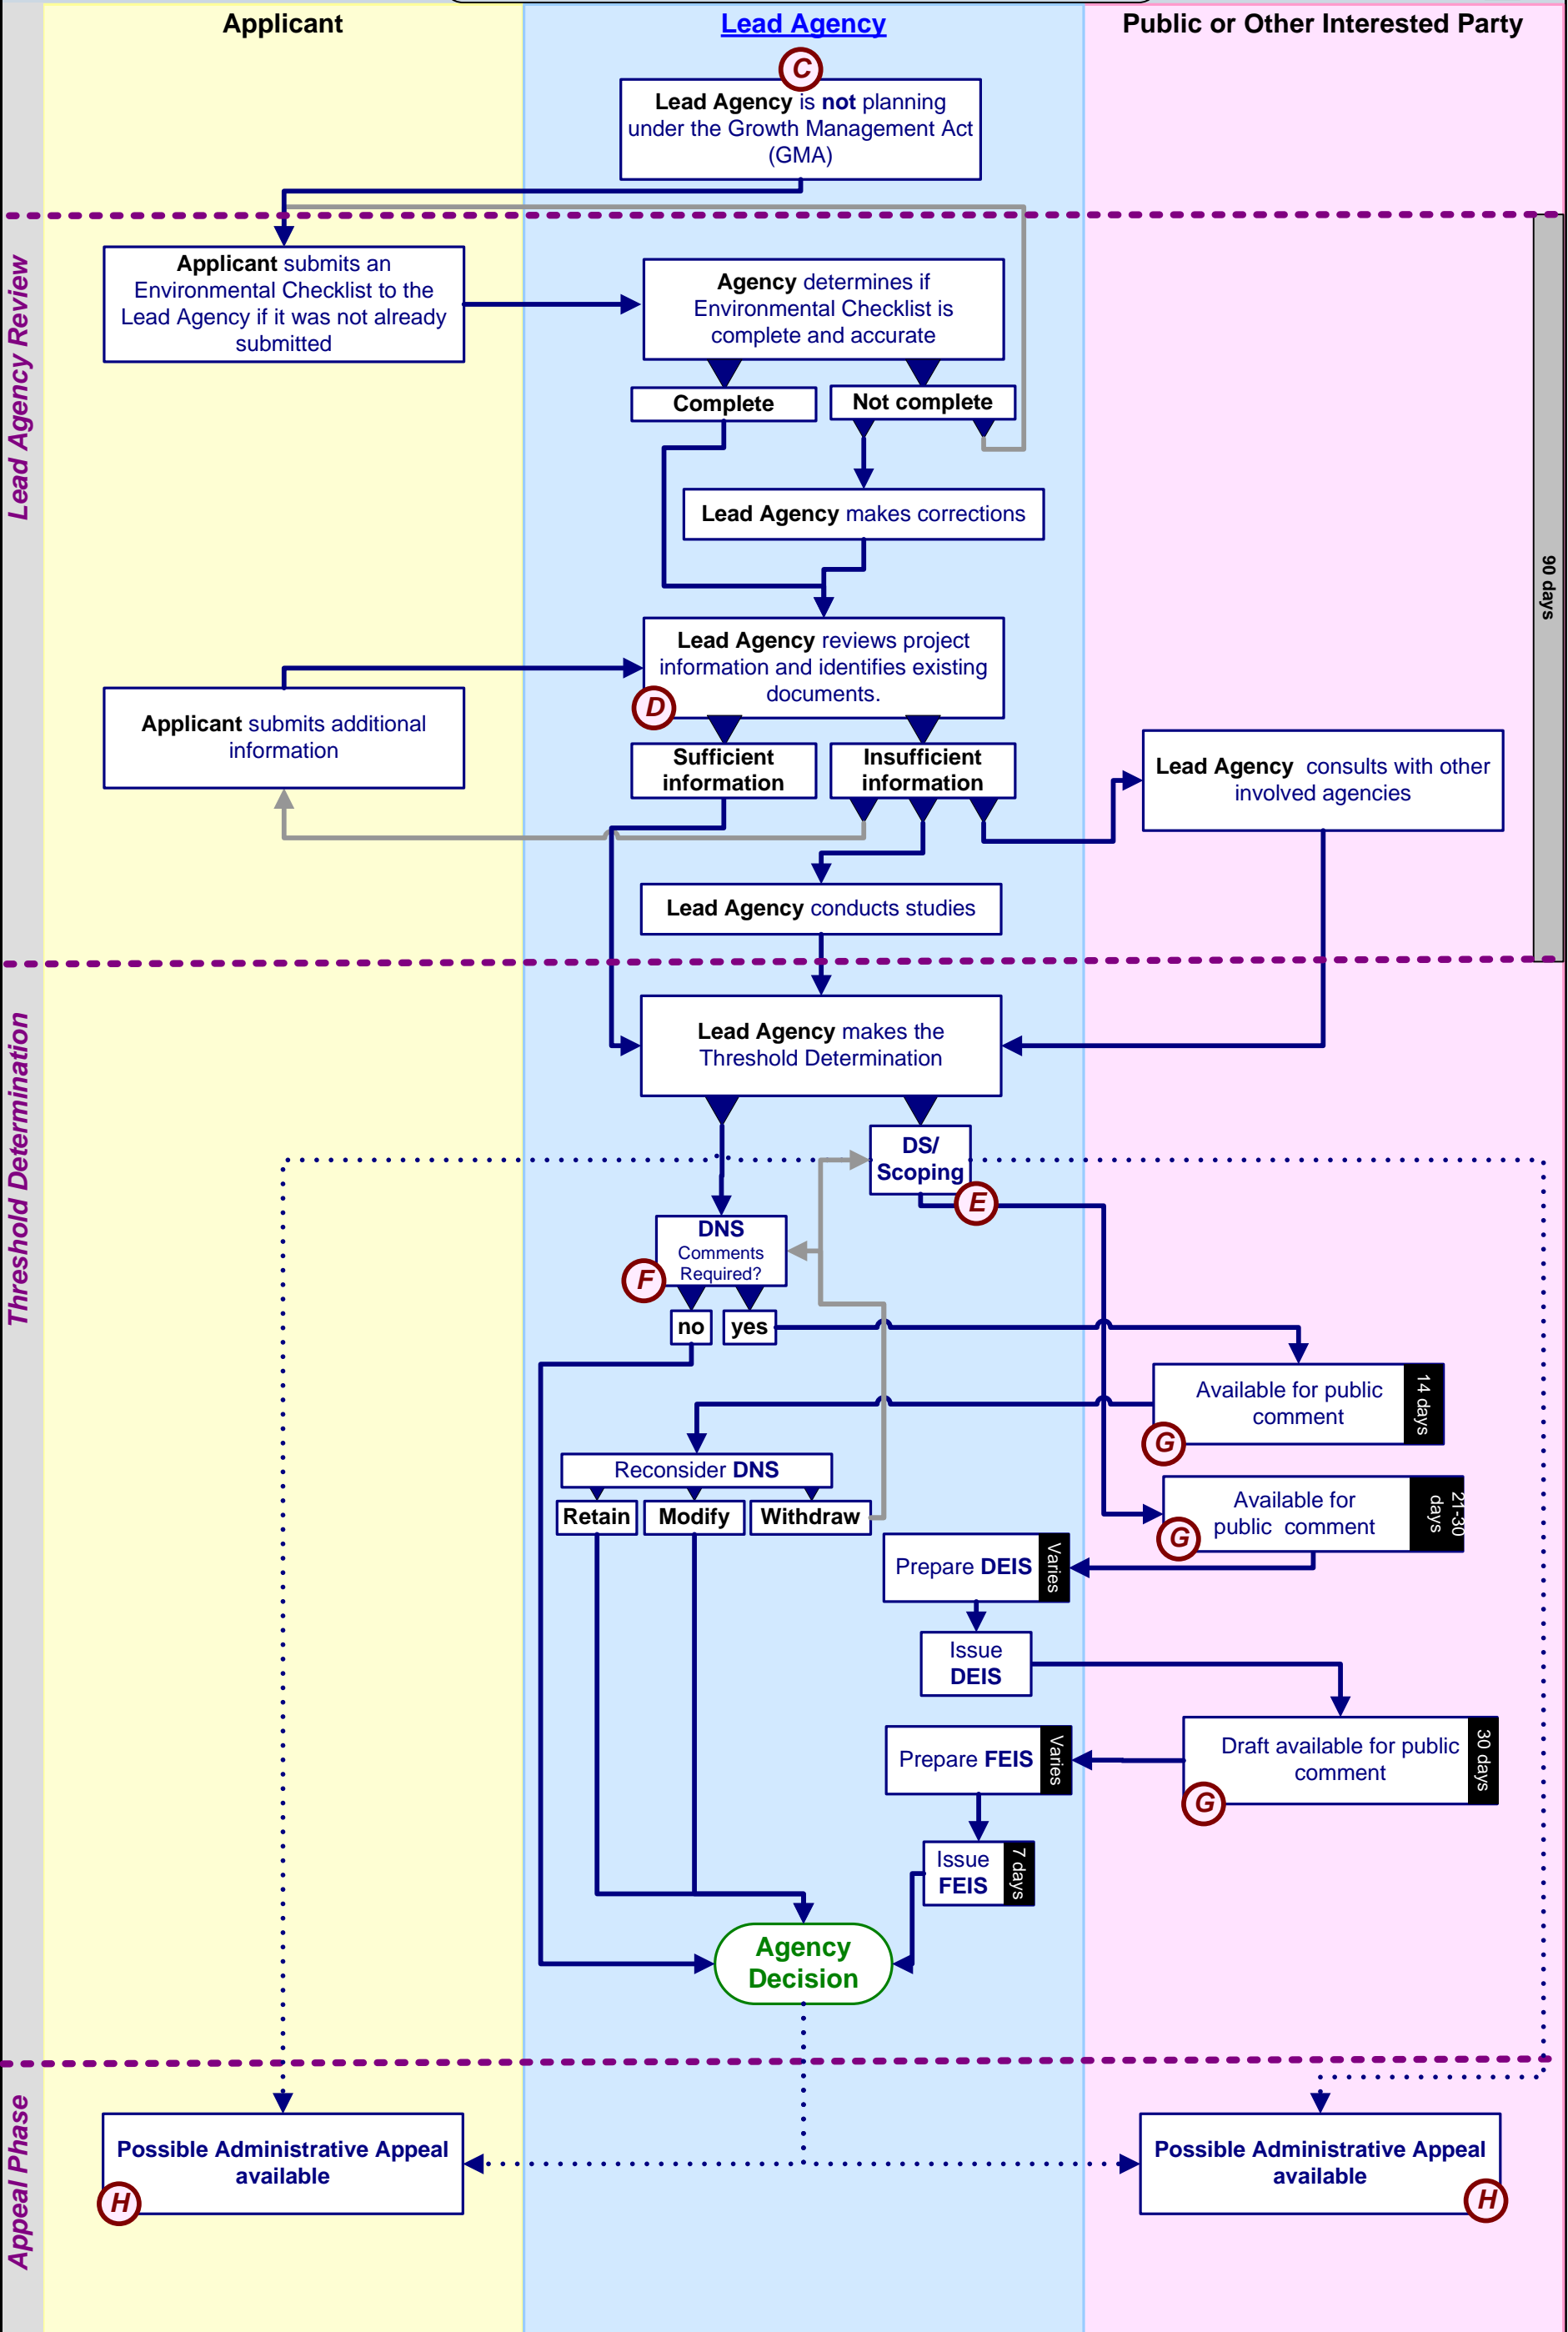 Applicant
Lead Agency
Public or Other Interested Party
C
Lead Agency is not planning
under the Growth Management Act
(GMA)
Lead Agency Review
90 days
Applicant submits an
Environmental Checklist to the
Lead Agency if it was not already
submitted
Agency determines if
Environmental Checklist is
complete and accurate
Complete
Not complete
Lead Agency makes corrections
Lead Agency reviews project
information and identifies existing
documents.
D
Applicant submits additional
information
Sufficient
information
Insufficient
information
Lead Agency consults with other
involved agencies
Lead Agency conducts studies
Threshold Determination
Lead Agency makes the
Threshold Determination
DS/
Scoping
E
DNS
Comments
Required?
F
no
yes
Available for public
comment
14 days
G
Reconsider DNS
Retain
Modify
Withdraw
Available for
public comment
21-30
days
G
Prepare DEIS
Varies
Issue
DEIS
Draft available for public
comment
30 days
G
Prepare FEIS
Varies
Issue
FEIS
7 days
Agency
Decision
Appeal Phase
Possible Administrative Appeal
available
H
Possible Administrative Appeal
available
H